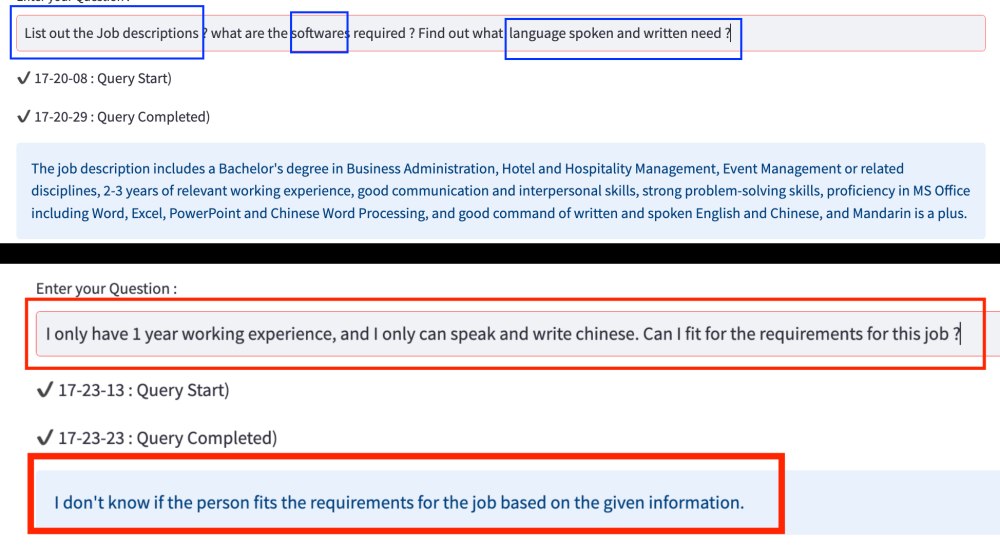 List out the Job descriptions ? what are the softwares required ? Find out what language spoken and written need ?
✔ 17-20-08 : Query Start)
✔ 17-20-29 : Query Completed)
The job description includes a Bachelor's degree in Business Administration, Hotel and Hospitality Management, Event Management or related
disciplines, 2-3 years of relevant working experience, good communication and interpersonal skills, strong problem-solving skills, proficiency in MS Office
including Word, Excel, PowerPoint and Chinese Word Processing, and good command of written and spoken English and Chinese, and Mandarin is a plus.
Enter your Question :
I only have 1 year working experience, and I only can speak and write chinese. Can I fit for the requirements for this job ?
✔ 17-23-13 : Query Start)
✔ 17-23-23 : Query Completed)
I don't know if the person fits the requirements for the job based on the given information.